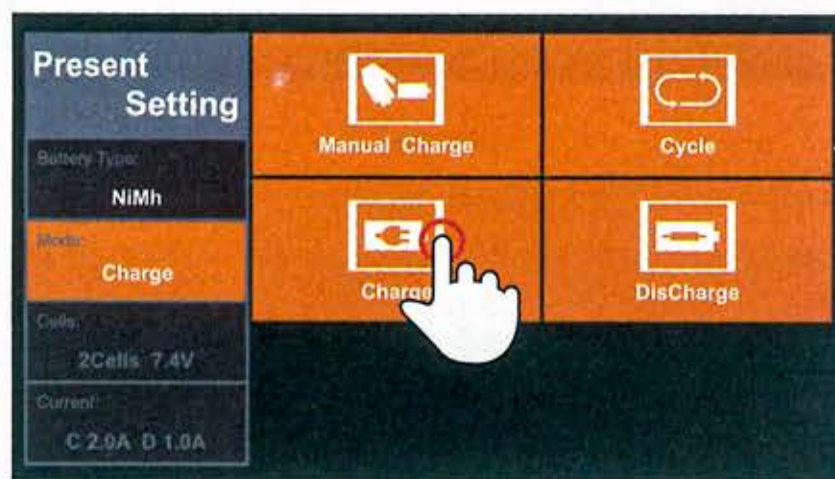 Present
Setting
Battery Type:
NiMh
Mode:
Charge
Cells:
2Cells 7.4V
Current:
C 2.0A D 1.0A
Manual Charge
Cycle
Charge
DisCharge